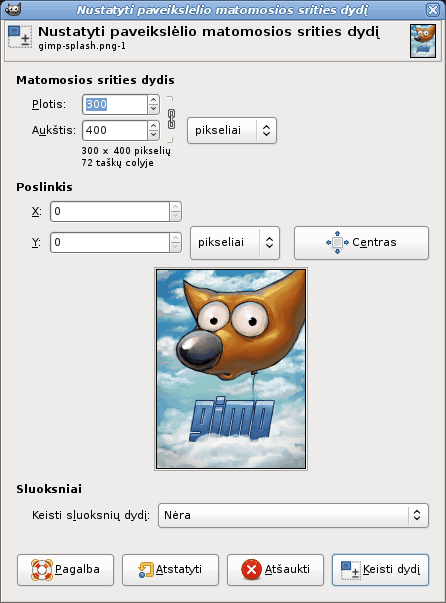 Nustatyti paveikslėlio matomosios srities dydį
Nustatyti paveikslėlio matomosios srities dydį
gimp-splash.png-1
Matomosios srities dydis
Plotis: 300
Aukštis: 400 pikseliai
300 × 400 pikselių
72 taškų colyje
Poslinkis
X: 0
Y: 0 pikseliai Centras
gimp
Sluoksniai
Keisti sluoksnių dydį: Nėra
Pagalba Atstatyti Atšaukti Keisti dydį